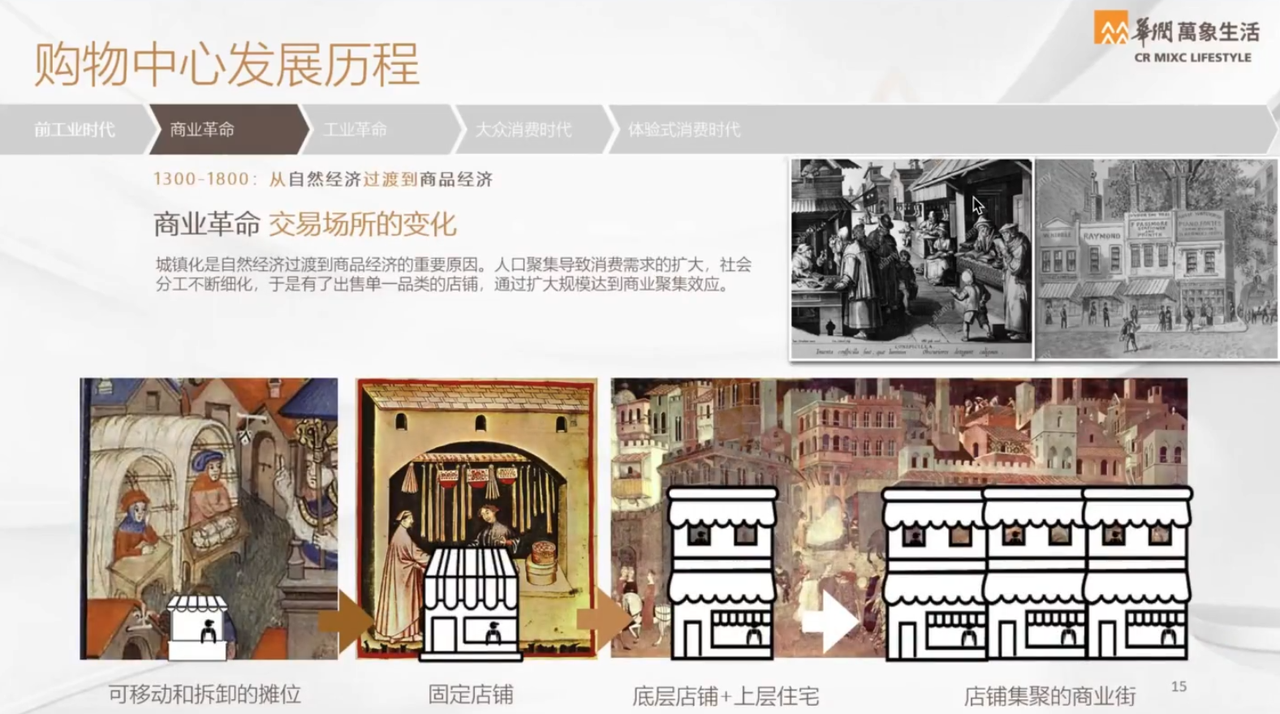 购物中心发展历程
華潤萬象生活
CR MIXC LIFESTYLE
前工业时代
商业革命
工业革命
大众消费时代
体验式消费时代
1300-1800：从自然经济过渡到商品经济
商业革命 交易场所的变化
城镇化是自然经济过渡到商品经济的重要原因。人口聚集导致消费需求的扩大，社会
分工不断细化，于是有了出售单一品类的店铺，通过扩大规模达到商业聚集效应。
RAYMOND
可移动和拆卸的摊位
固定店铺
底层店铺+上层住宅
店铺集聚的商业街
15